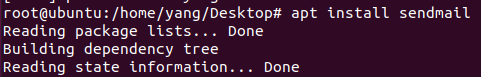 root@ubuntu:/home/yang/Desktop# apt install sendmail
Reading package lists... Done
Building dependency tree
Reading state information... Done